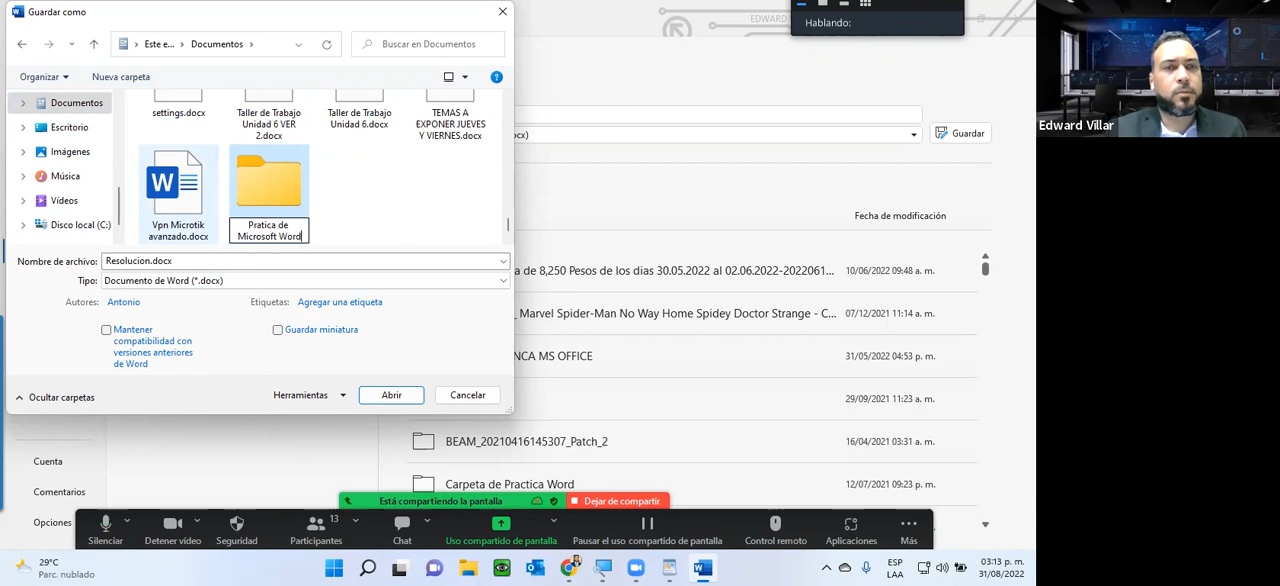 Guardar como
Este e... > Documentos >
Buscar en Documentos
Organizar
Nueva carpeta
Documentos
Escritorio
Imágenes
Música
Vídeos
Disco local (C:)
settings.docx
Taller de Trabajo
Unidad 6 VER
2.docx
Taller de Trabajo
Unidad 6.docx
TEMAS A
EXPONER JUEVES
Y VIERNES.docx
Vpn Microtik
avanzado.docx
Pratica de
Microsoft Word
Nombre de archivo: Resolucion.docx
Tipo: Documento de Word (*.docx)
Autores: Antonio
Etiquetas: Agregar una etiqueta
Mantener
compatibilidad con
versiones anteriores
de Word
Guardar miniatura
Ocultar carpetas
Herramientas
Abrir
Cancelar
EDWARD
Hablando:
Edward Villar
Guardar
Fecha de modificación
a de 8,250 Pesos de los dias 30.05.2022 al 02.06.2022-2022061... 10/06/2022 09:48 a. m.
Marvel Spider-Man No Way Home Spidey Doctor Strange - C... 07/12/2021 11:14 a. m.
NCA MS OFFICE 31/05/2022 04:53 p. m.
29/09/2021 11:23 a. m.
BEAM_20210416145307_Patch_2 16/04/2021 03:31 a. m.
Carpeta de Practica Word 12/07/2021 09:23 p. m.
Cuenta
Comentarios
Opciones
Está compartiendo la pantalla
Dejar de compartir
Silenciar
Detener vídeo
Seguridad
13
Participantes
Chat
Uso compartido de pantalla
Pausar el uso compartido de pantalla
Control remoto
Aplicaciones
Más
29°C
Parc. nublado
ESP
LAA
03:13 p. m.
31/08/2022